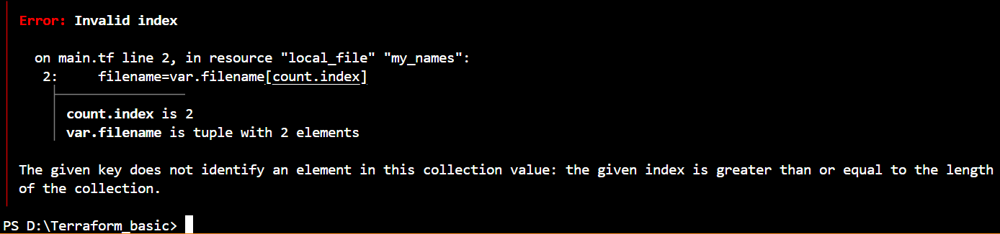 Error: Invalid index
on main.tf line 2, in resource "local_file" "my_names":
2: filename=var.filename[count.index]
count.index is 2
var.filename is tuple with 2 elements
The given key does not identify an element in this collection value: the given index is greater than or equal to the length
of the collection.
PS D:\Terraform_basic>